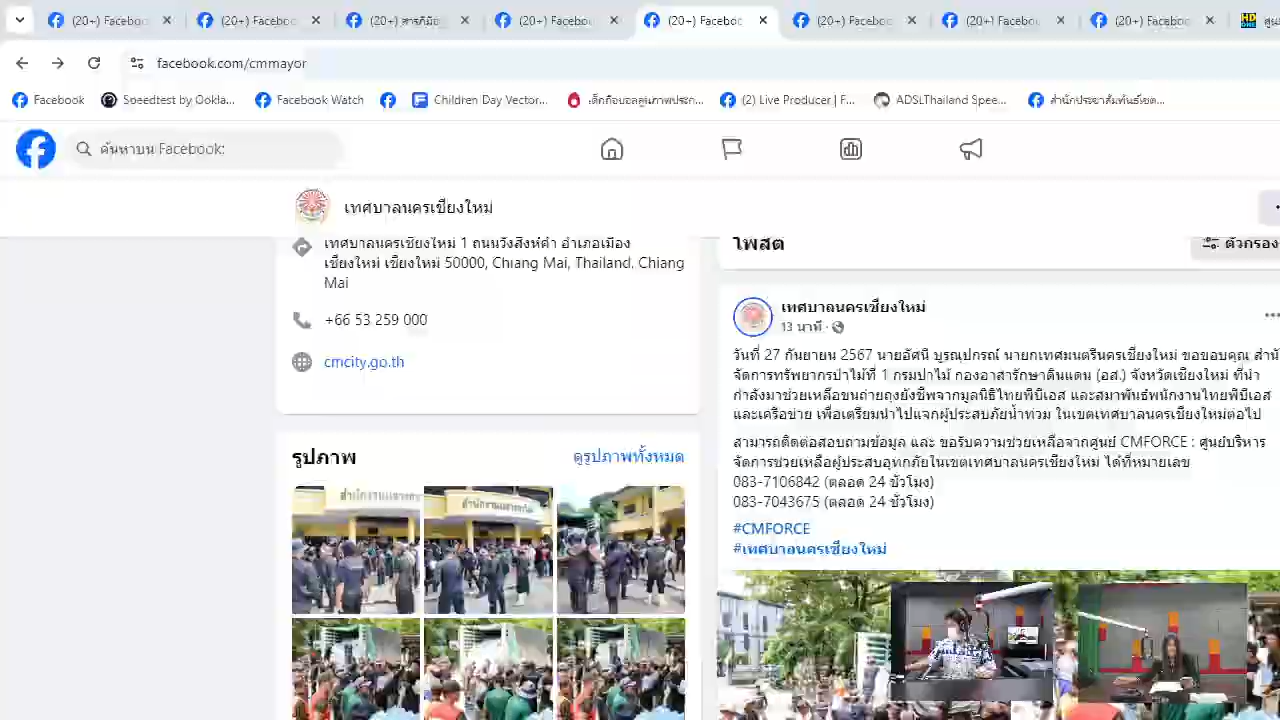 (20+) Facebo
(20+) Facebo
(20+)
(20+) Facebo
(20+) Faceboc
(20+) Facebo
(20+) Facebo
(20+) Facebo
facebook.com/cmmayor
Facebook
Speedtest by Ookla...
Facebook Watch
Children Day Vector...
(2) Live Producer | F...
ADSLThailand Spee...
ค้นหาบน Facebook:
เทศบาลนครเชียงใหม่
เทศบาลนครเชียงใหม่ 1 ถนนวังสิงห์คำ อำเภอเมือง
เชียงใหม่ เชียงใหม่ 50000, Chiang Mai, Thailand, Chiang
Mai
+66 53 259 000
cmcity.go.th
รูปภาพ
ดูรูปภาพทั้งหมด
โพสต์
ตัวกรอง
เทศบาลนครเชียงใหม่
13 นาที
วันที่ 27 กันยายน 2567 นายอัศนี บูรณุปกรณ์ นายกเทศมนตรีนครเชียงใหม่ ขอขอบคุณ สำนั
จัดการทรัพยากรป่าไม้ที่ 1 กรมป่าไม้ กองอาสารักษาดินแดน (อส.) จังหวัดเชียงใหม่ ที่นำ
กำลังมาช่วยเหลือขนถ่ายถุงยังชีพจากมูลนิธิไทยพีบีเอส และสมาพันธ์พนักงานไทยพีบีเอส
และเครือข่าย เพื่อเตรียมนำไปแจกผู้ประสบภัยน้ำท่วม ในเขตเทศบาลนครเชียงใหม่ต่อไป
สามารถติดต่อสอบถามข้อมูล และ ขอรับความช่วยเหลือจากศูนย์ CMFORCE : ศูนย์บริหาร
จัดการช่วยเหลือผู้ประสบอุทกภัยในเขตเทศบาลนครเชียงใหม่ ได้ที่หมายเลข
083-7106842 (ตลอด 24 ชั่วโมง)
083-7043675 (ตลอด 24 ชั่วโมง)
#CMFORCE
#เทศบาลนครเชียงใหม่